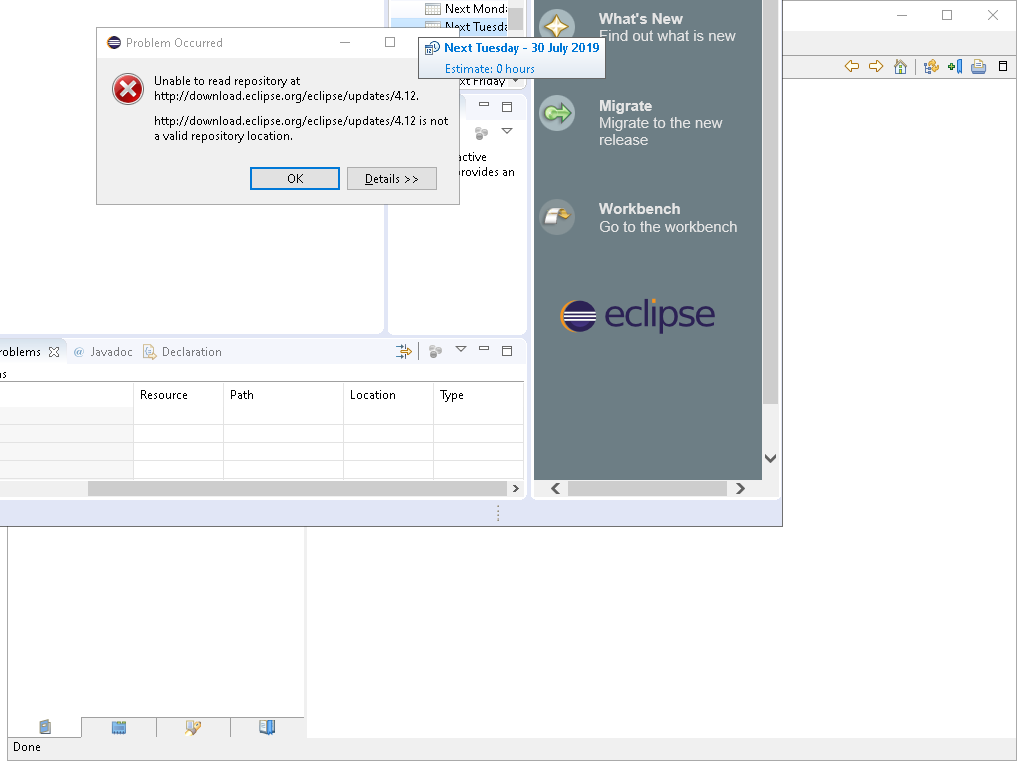 Next Monda
Next Tuesda
Next Friday
Next Tuesday - 30 July 2019
Estimate: 0 hours
Problem Occurred
Unable to read repository at
http://download.eclipse.org/eclipse/updates/4.12.
http://download.eclipse.org/eclipse/updates/4.12 is not
a valid repository location.
OK
Details >>
active
provides an
What's New
Find out what is new
Migrate
Migrate to the new
release
Workbench
Go to the workbench
eclipse
roblems
@ Javadoc
Declaration
ns
Resource
Path
Location
Type
Done